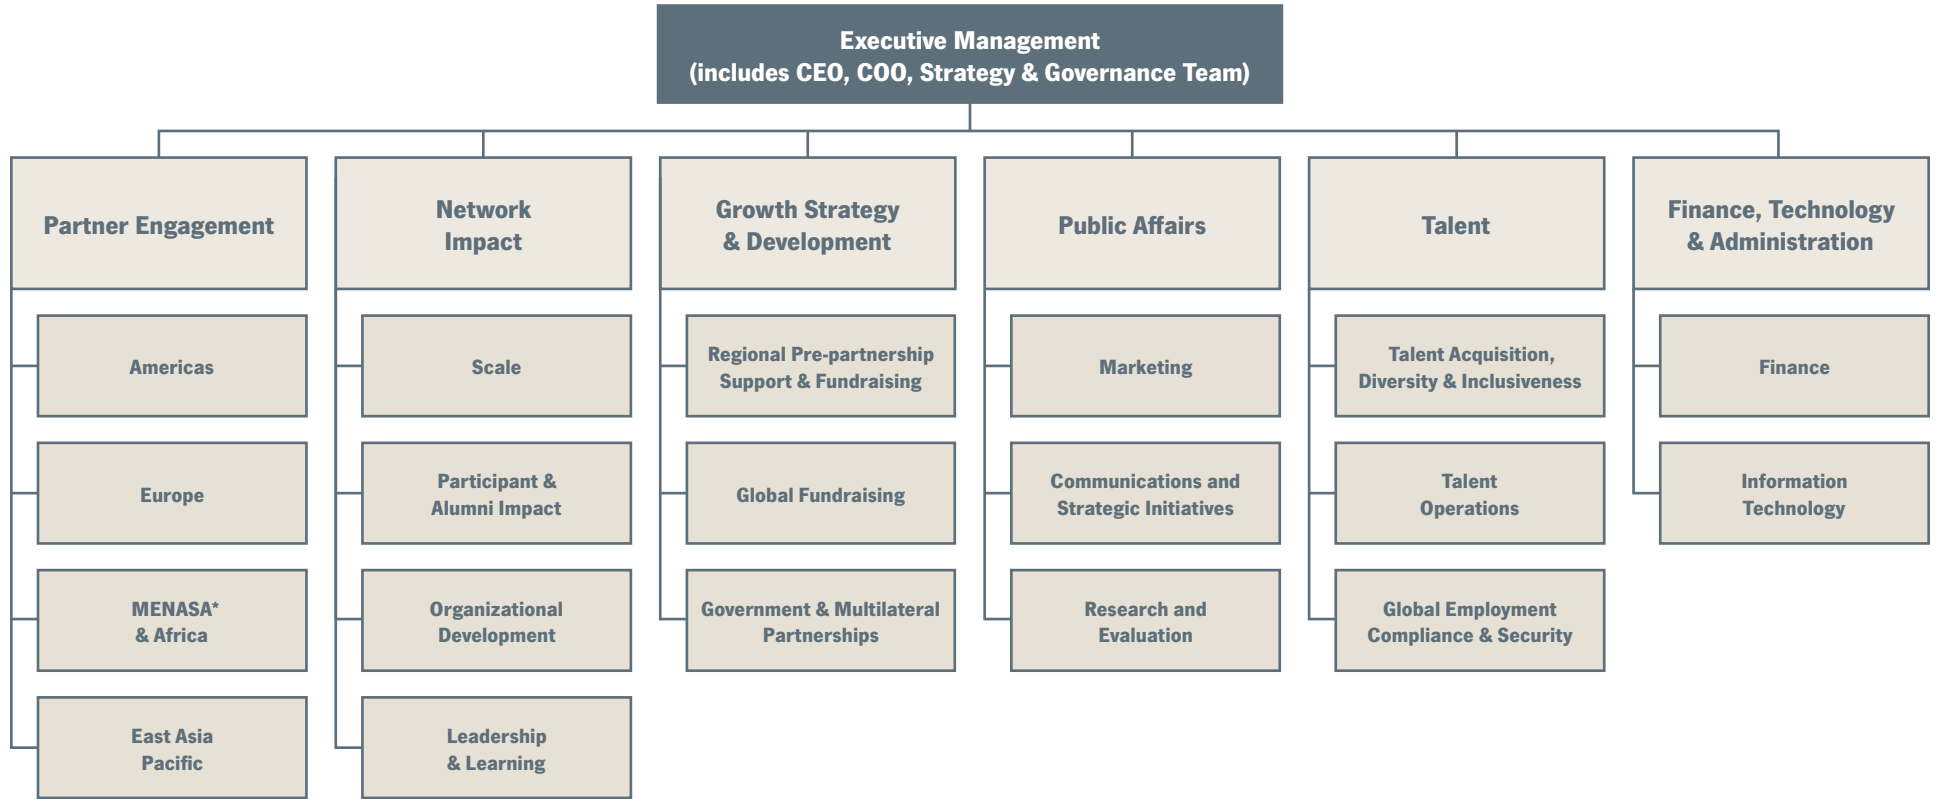 Executive Management
(includes CEO, COO, Strategy & Governance Team)
Partner Engagement
Americas
Europe
MENASA*
& Africa
East Asia
Pacific
Network
Impact
Scale
Participant &
Alumni Impact
Organizational
Development
Leadership
& Learning
Growth Strategy
& Development
Regional Pre-partnership
Support & Fundraising
Global Fundraising
Government & Multilateral
Partnerships
Public Affairs
Marketing
Communications and
Strategic Initiatives
Research and
Evaluation
Talent
Talent Acquisition,
Diversity & Inclusiveness
Talent
Operations
Global Employment
Compliance & Security
Finance, Technology
& Administration
Finance
Information
Technology